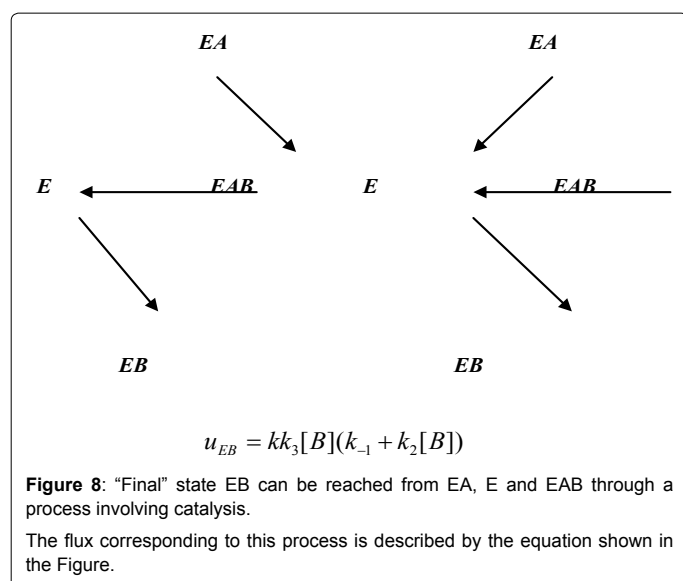 EA EA
E EAB E EAB
EB EB
u_{EB} = kk_3[B](k_{-1} + k_2[B])
Figure 8: “Final” state EB can be reached from EA, E and EAB through a
process involving catalysis.
The flux corresponding to this process is described by the equation shown in
the Figure.